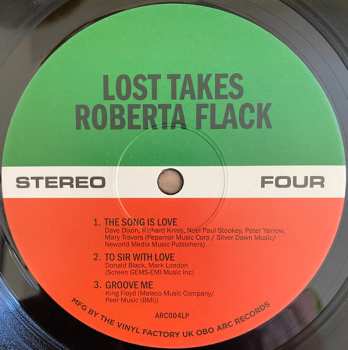 LOST TAKES
ROBERTA FLACK
STEREO
FOUR
1. THE SONG IS LOVE
Dave Dixon, Richard Kniss, Noel Paul Stookey, Peter Yarrow,
Mary Travers (Pepamar Music Corp / Silver Dawn Music/
Neworld Media Music Publishers)
2. TO SIR WITH LOVE
Donald Black, Mark London
(Screen GEMS-EMI Music Inc)
3. GROOVE ME
King Floyd (Malaco Music Company/
Peer Music (BMI))
ARC004LP
MFG BY THE VINYL FACTORY UK OBO ARC RECORDS